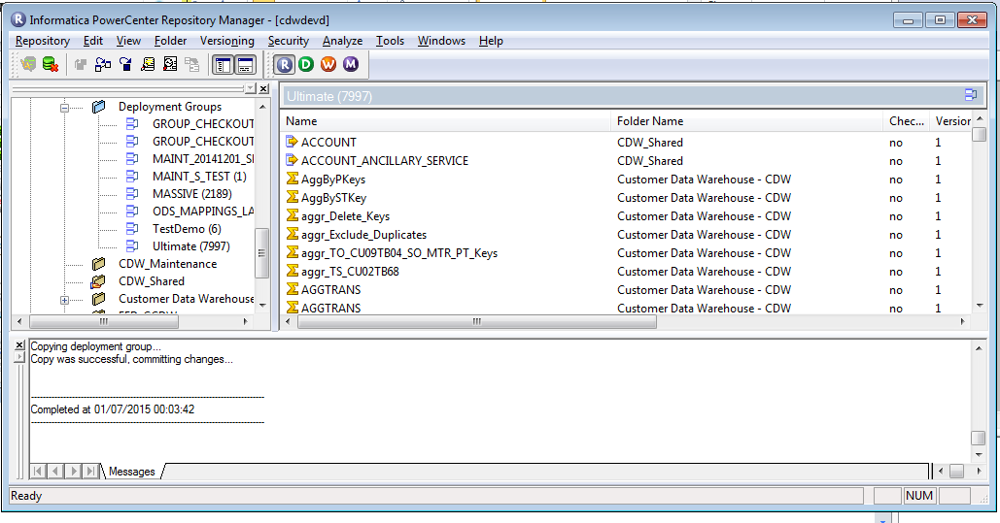 Informatica PowerCenter Repository Manager - [cdwdevd]
Repository Edit View Folder Versioning Security Analyze Tools Windows Help
R D W M
Deployment Groups
GROUP_CHECKOUT
GROUP_CHECKOUT
MAINT_20141201_S
MAINT_S_TEST (1)
MASSIVE (2189)
ODS_MAPPINGS_LA
TestDemo (6)
Ultimate (7997)
CDW_Maintenance
CDW_Shared
Customer Data Warehouse
Ultimate (7997)
Name Folder Name Chec... Version
ACCOUNT CDW_Shared no 1
ACCOUNT_ANCILLARY_SERVICE CDW_Shared no 1
AggByPKeys Customer Data Warehouse - CDW no 1
AggBySTKey Customer Data Warehouse - CDW no 1
aggr_Delete_Keys Customer Data Warehouse - CDW no 1
aggr_Exclude_Duplicates Customer Data Warehouse - CDW no 1
aggr_TO_CU09TB04_SO_MTR_PT_Keys Customer Data Warehouse - CDW no 1
aggr_TS_CU02TB68 Customer Data Warehouse - CDW no 1
AGGTRANS Customer Data Warehouse - CDW no 1
AGGTRANS Customer Data Warehouse - CDW no 1
Copying deployment group...
Copy was successful, committing changes...
Completed at 01/07/2015 00:03:42
Messages
Ready NUM